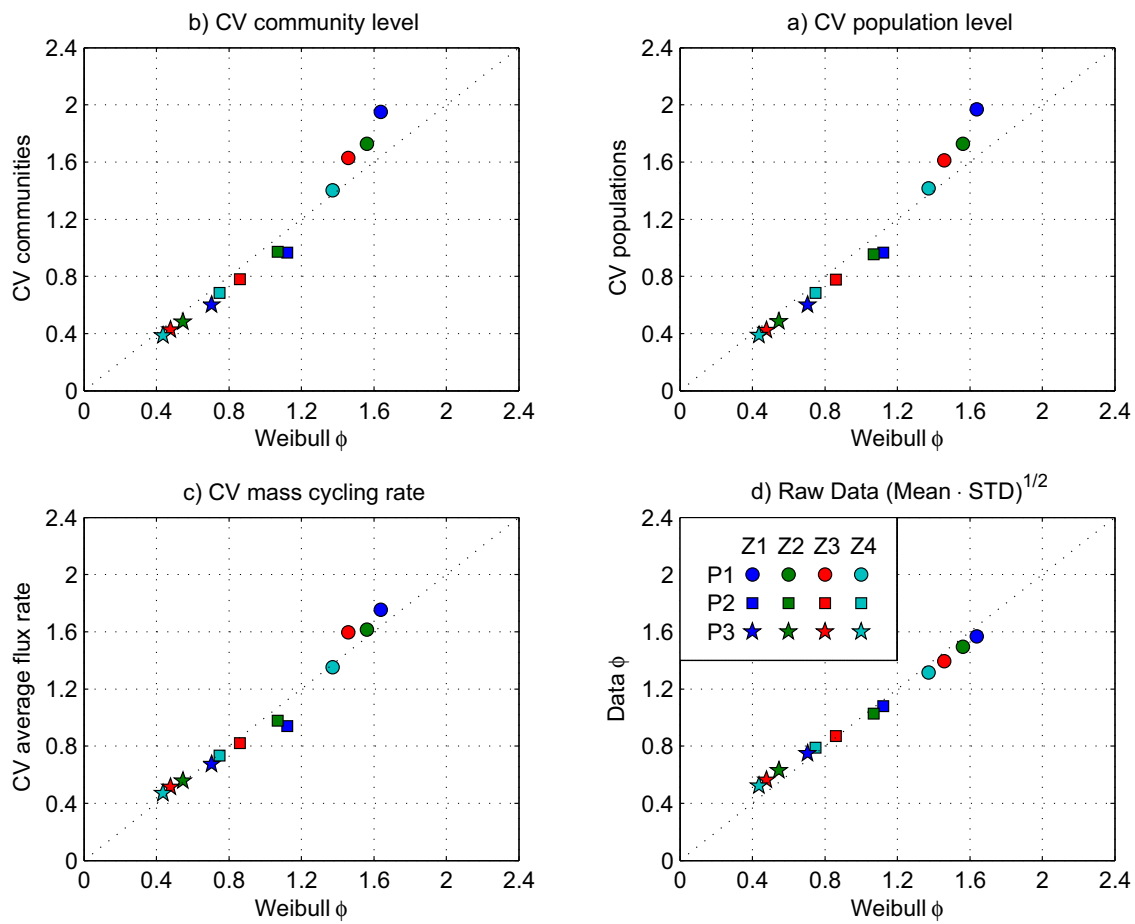 b) CV community level
2.4
2
1.6
1.2
0.8
0.4
0
0 0.4 0.8 1.2 1.6 2 2.4
CV communities
Weibull ϕ
a) CV population level
2.4
2
1.6
1.2
0.8
0.4
0
0 0.4 0.8 1.2 1.6 2 2.4
CV populations
Weibull ϕ
c) CV mass cycling rate
2.4
2
1.6
1.2
0.8
0.4
0
0 0.4 0.8 1.2 1.6 2 2.4
CV average flux rate
Weibull ϕ
d) Raw Data (Mean · STD)^1/2
2.4
2
1.6
1.2
0.8
0.4
0
0 0.4 0.8 1.2 1.6 2 2.4
Data ϕ
Weibull ϕ
Z1 Z2 Z3 Z4
P1
P2
P3